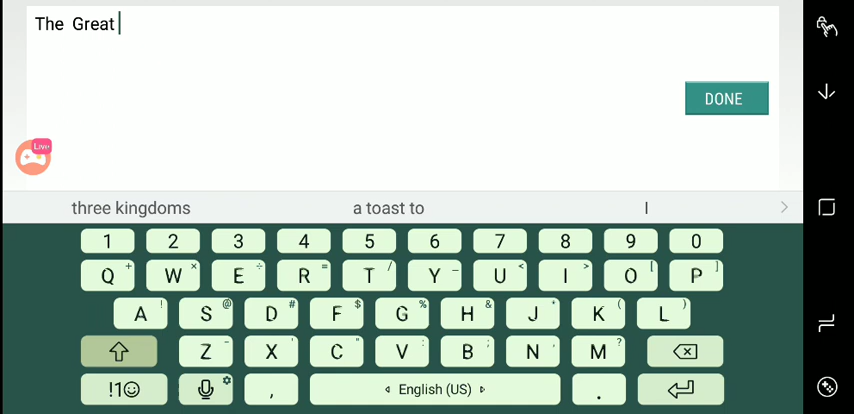 The Great
DONE
Live
three kingdoms a toast to I
1 2 3 4 5 6 7 8 9 0
Q + W × E ÷ R = T / Y _ U < I > O [ P ]
A ! S @ D # F $ G % H & J * K ( L )
Z - X ' C " V : B ; N , M ?
!1☺ , English (US) .